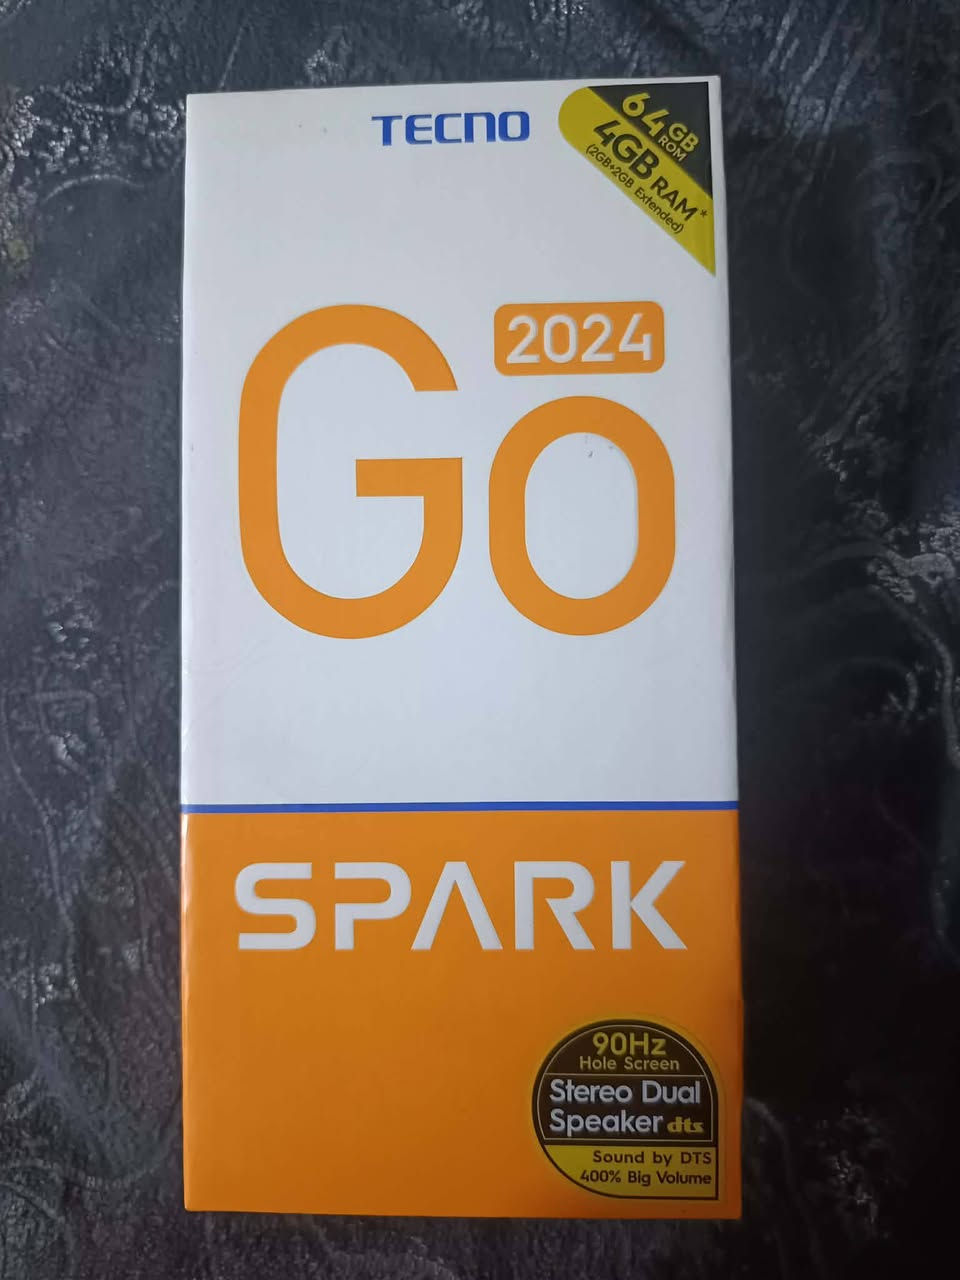 TECNO
64GB
ROM
4GB RAM*
(2GB+2GB Extended)
2024
Go
SPARK
90Hz
Hole Screen
Stereo Dual
Speaker dts
Sound by DTS
400% Big Volume